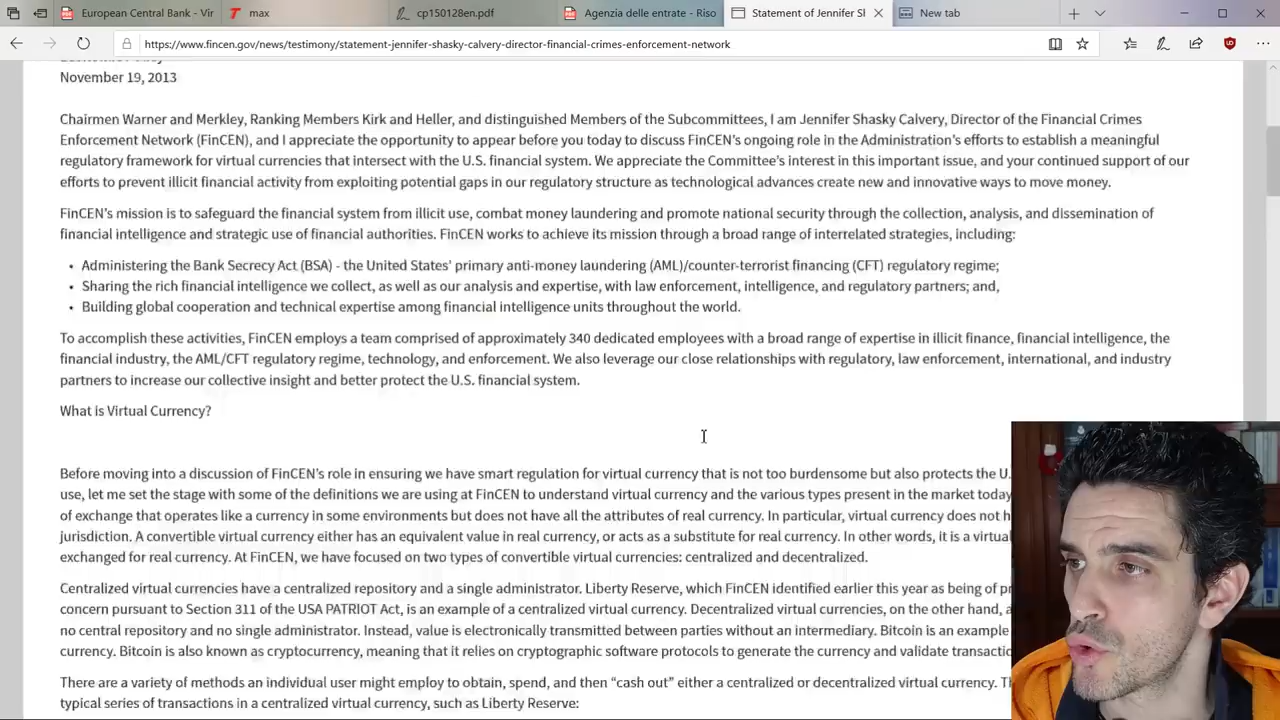 European Central Bank - Vir
max
cp150128en.pdf
Agenzia delle entrate - Riso
Statement of Jennifer Sh
New tab
https://www.fincen.gov/news/testimony/statement-jennifer-shasky-calvery-director-financial-crimes-enforcement-network
November 19, 2013
Chairmen Warner and Merkley, Ranking Members Kirk and Heller, and distinguished Members of the Subcommittees, I am Jennifer Shasky Calvery, Director of the Financial Crimes
Enforcement Network (FinCEN), and I appreciate the opportunity to appear before you today to discuss FinCEN's ongoing role in the Administration's efforts to establish a meaningful
regulatory framework for virtual currencies that intersect with the U.S. financial system. We appreciate the Committee's interest in this important issue, and your continued support of our
efforts to prevent illicit financial activity from exploiting potential gaps in our regulatory structure as technological advances create new and innovative ways to move money.
FinCEN's mission is to safeguard the financial system from illicit use, combat money laundering and promote national security through the collection, analysis, and dissemination of
financial intelligence and strategic use of financial authorities. FinCEN works to achieve its mission through a broad range of interrelated strategies, including:
• Administering the Bank Secrecy Act (BSA) - the United States' primary anti-money laundering (AML)/counter-terrorist financing (CFT) regulatory regime;
• Sharing the rich financial intelligence we collect, as well as our analysis and expertise, with law enforcement, intelligence, and regulatory partners; and,
• Building global cooperation and technical expertise among financial intelligence units throughout the world.
To accomplish these activities, FinCEN employs a team comprised of approximately 340 dedicated employees with a broad range of expertise in illicit finance, financial intelligence, the
financial industry, the AML/CFT regulatory regime, technology, and enforcement. We also leverage our close relationships with regulatory, law enforcement, international, and industry
partners to increase our collective insight and better protect the U.S. financial system.
What is Virtual Currency?
Before moving into a discussion of FinCEN's role in ensuring we have smart regulation for virtual currency that is not too burdensome but also protects the U.
use, let me set the stage with some of the definitions we are using at FinCEN to understand virtual currency and the various types present in the market today
of exchange that operates like a currency in some environments but does not have all the attributes of real currency. In particular, virtual currency does not h
jurisdiction. A convertible virtual currency either has an equivalent value in real currency, or acts as a substitute for real currency. In other words, it is a virtual
exchanged for real currency. At FinCEN, we have focused on two types of convertible virtual currencies: centralized and decentralized.
Centralized virtual currencies have a centralized repository and a single administrator. Liberty Reserve, which FinCEN identified earlier this year as being of pr
concern pursuant to Section 311 of the USA PATRIOT Act, is an example of a centralized virtual currency. Decentralized virtual currencies, on the other hand, a
no central repository and no single administrator. Instead, value is electronically transmitted between parties without an intermediary. Bitcoin is an example
currency. Bitcoin is also known as cryptocurrency, meaning that it relies on cryptographic software protocols to generate the currency and validate transactio
There are a variety of methods an individual user might employ to obtain, spend, and then "cash out" either a centralized or decentralized virtual currency. Th
typical series of transactions in a centralized virtual currency, such as Liberty Reserve: